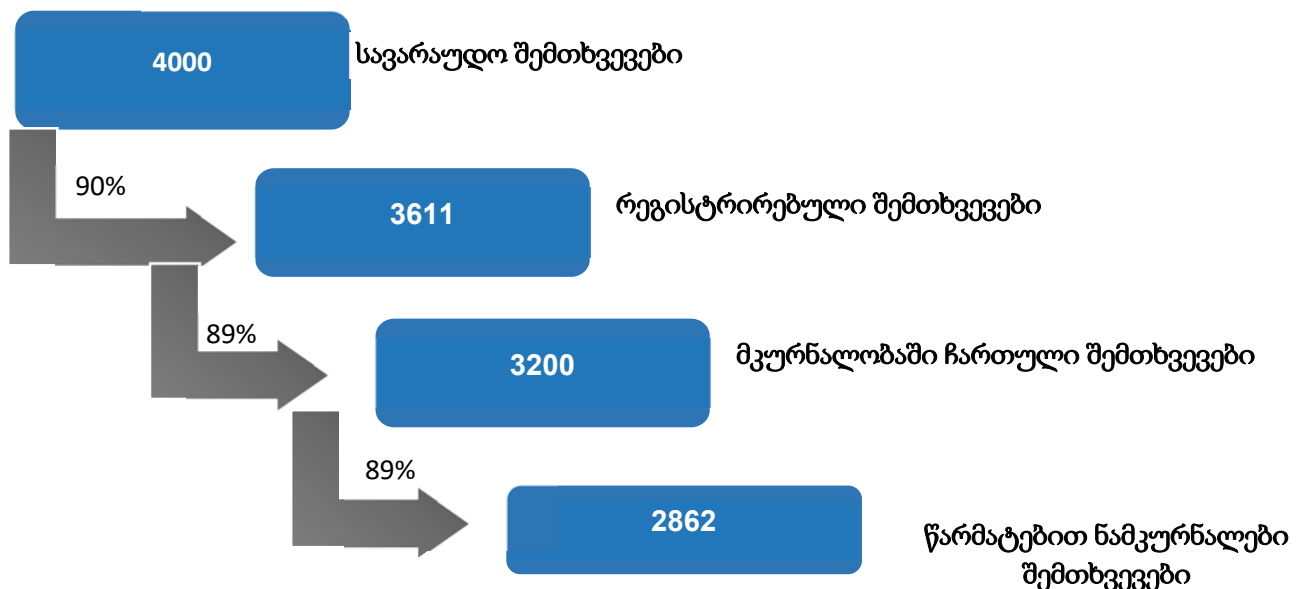 4000
სავარაუდო შემთხვევები
90%
3611
რეგისტრირებული შემთხვევები
89%
3200
მკურნალობაში ჩართული შემთხვევები
89%
2862
წარმატებით ნამკურნალები
შემთხვევები